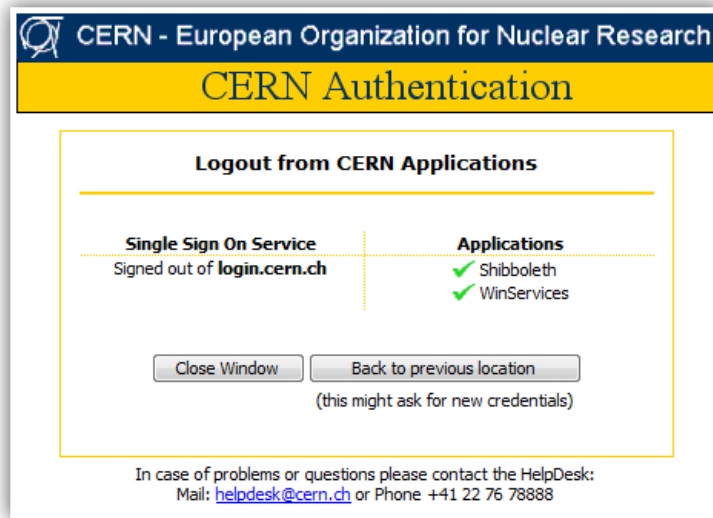 CERN - European Organization for Nuclear Research
CERN Authentication
Logout from CERN Applications
Single Sign On Service
Signed out of login.cern.ch
Applications
Shibboleth
WinServices
Close Window
Back to previous location
(this might ask for new credentials)
In case of problems or questions please contact the HelpDesk:
Mail: helpdesk@cern.ch or Phone +41 22 76 78888